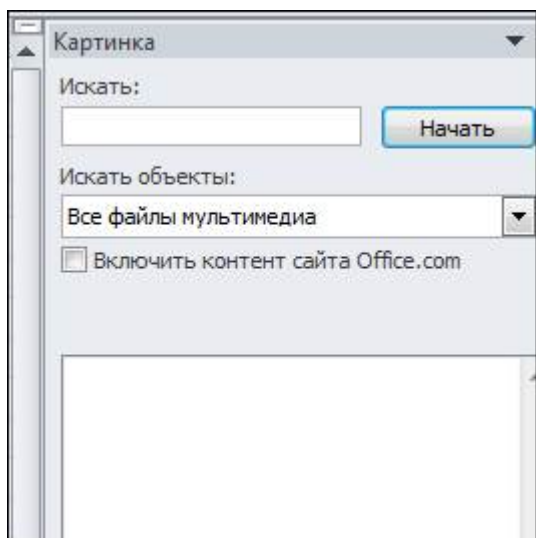 Картинка
Искать:
Начать
Искать объекты:
Все файлы мультимедиа
Включить контент сайта Office.com